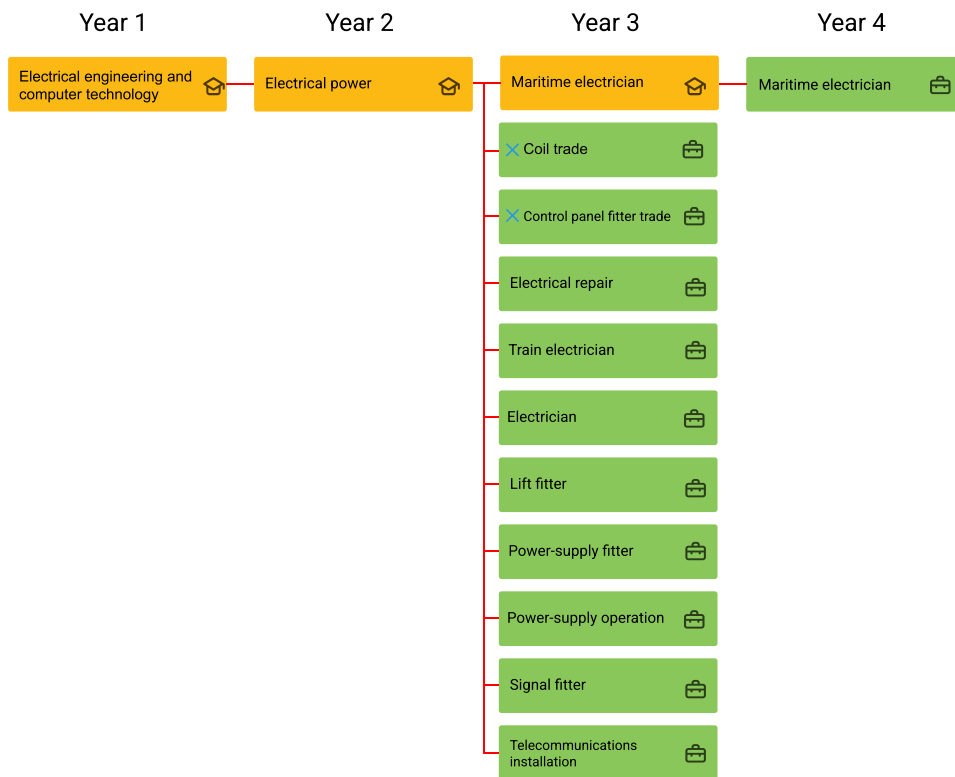 Year 1
Year 2
Year 3
Year 4
Electrical engineering and
computer technology
Electrical power
Maritime electrician
Maritime electrician
Coil trade
Control panel fitter trade
Electrical repair
Train electrician
Electrician
Lift fitter
Power-supply fitter
Power-supply operation
Signal fitter
Telecommunications
installation